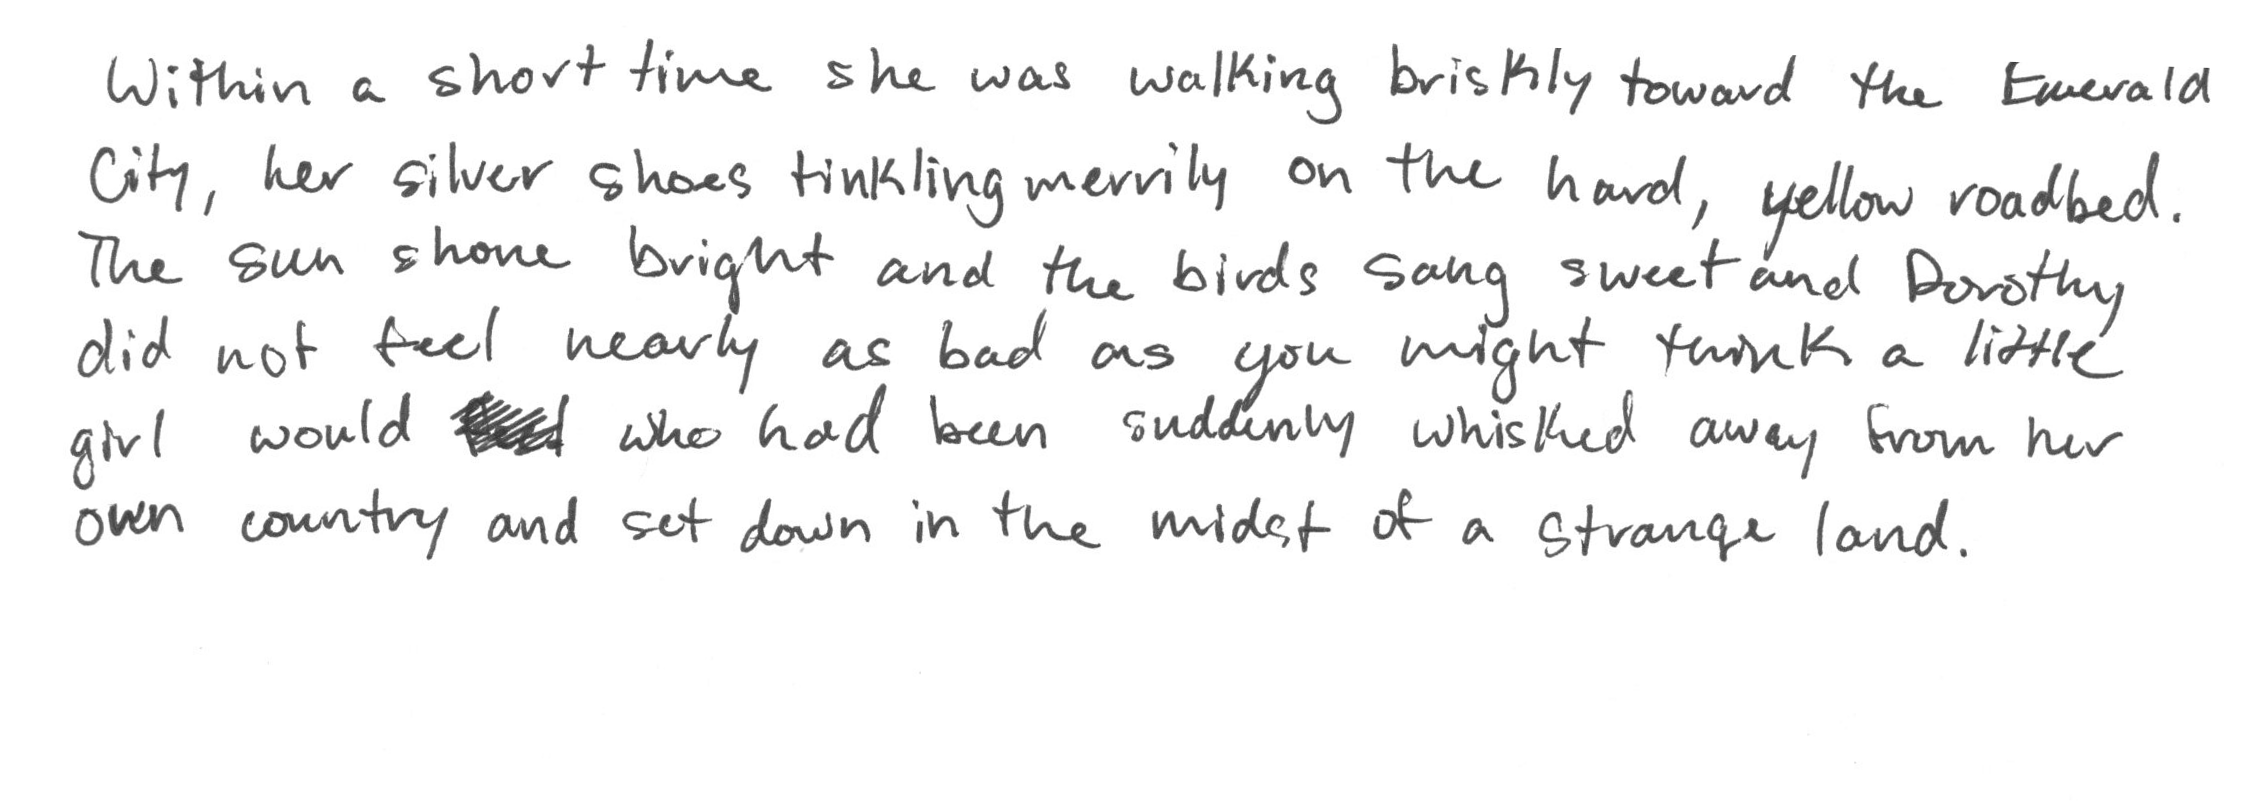 Within a short time she was walking briskly toward the Emerald
City, her silver shoes tinkling merrily on the hard, yellow roadbed.
The sun shone bright and the birds sang sweet and Dorothy
did not feel nearly as bad as you might think a little
girl would who had been suddenly whisked away from her
own country and set down in the midst of a strange land.